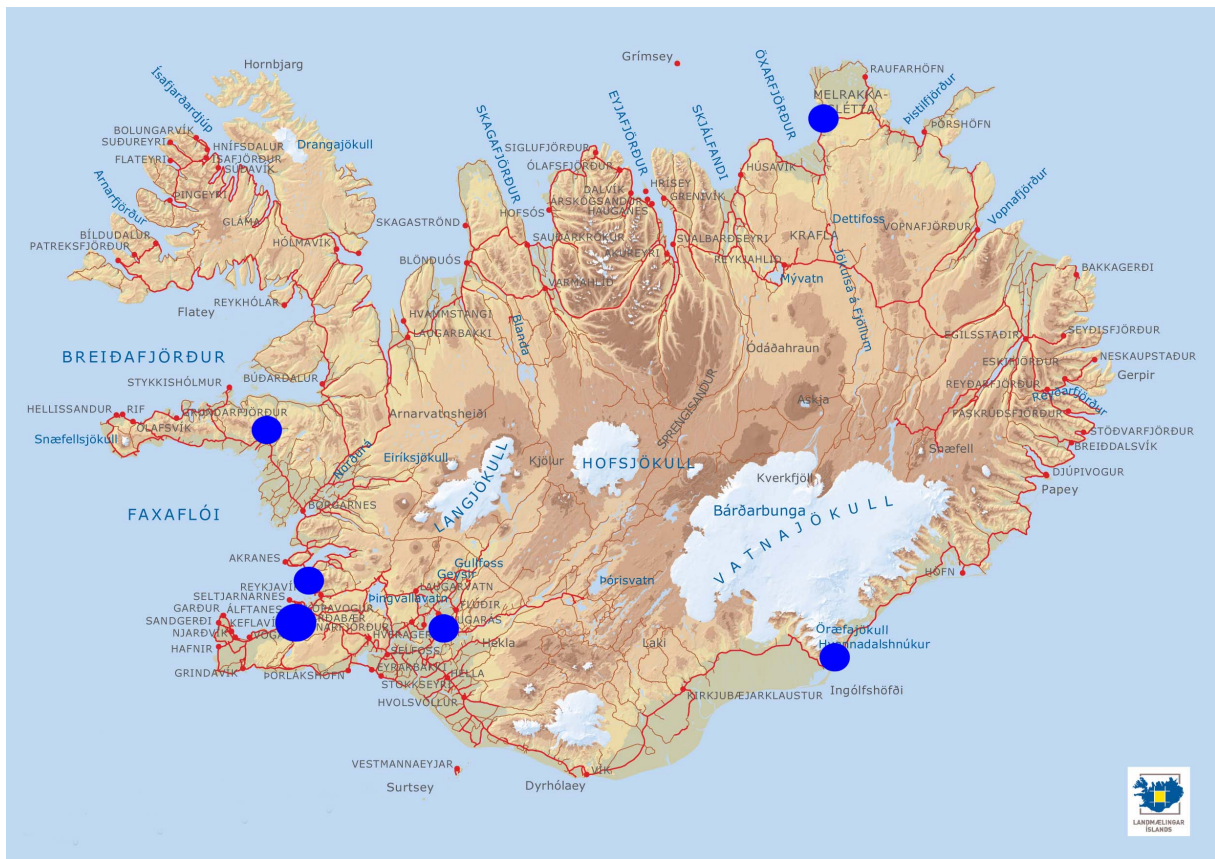 Grímsey
Hornbjarg
Ísafjarðardjúp
BOLUNGARVÍK
SUÐUREYRI
HNÍFSDALUR
FLATEYRI
ÍSAFJÖRÐUR
SÚÐAVÍK
Drangajökull
Arnarfjörður
ÞINGEYRI
GLÁMA
BÍLDUDALUR
PATREKSFJÖRÐUR
HÓLMAVÍK
REYKHÓLAR
Flatey
BREIÐAFJÖRÐUR
STYKKISHÓLMUR
BÚÐARDALUR
HELLISSANDUR
RIF
GRUNDARFJÖRÐUR
ÓLAFSVÍK
Snæfellsjökull
SKAGAFJÖRÐUR
SIGLUFJÖRÐUR
ÓLAFSFJÖRÐUR
EYJAFJÖRÐUR
DALVÍK
HRÍSEY
ÁRSKÓGSANDUR
GRENIVÍK
HAUGANES
HOFSÓS
SKAGASTRÖND
SAUÐÁRKRÓKUR
SVALBARÐSEYRI
AKUREYRI
BLÖNDUÓS
VARMAHLÍÐ
HVAMMSTANGI
LAUGARBAKKI
Blanda
SKJÁLFANDI
ÖXARFJÖRÐUR
RAUFARHÖFN
MELRAKKA-
SLÉTTA
Þistilfjörður
ÞÓRSHÖFN
HÚSAVÍK
Dettifoss
KRAFLA
VOPNAFJÖRÐUR
Vopnafjörður
REYKJAHLÍÐ
Mývatn
Jökulsá á Fjöllum
BAKKAGERÐI
EGILSSTAÐIR
SEYÐISFJÖRÐUR
Ódáðahraun
ESKIFJÖRÐUR
NESKAUPSTAÐUR
Gerpir
REYÐARFJÖRÐUR
Reyðarfjörður
FÁSKRÚÐSFJÖRÐUR
STÖÐVARFJÖRÐUR
BREIÐDALSVÍK
DJÚPIVOGUR
Papey
Askja
Snæfell
SPRENGISANDUR
Arnarvatnsheiði
Norðurá
Eiríksjökull
Kjölur
HOFSJÖKULL
LANGJÖKULL
Kverkfjöll
Bárðarbunga
VATNAJÖKULL
FAXAFLÓI
BORGARNES
AKRANES
Gullfoss
Geysir
LAUGARVATN
Þingvallavatn
FLÚÐIR
Þórisvatn
HÖFN
SELTJARNARNES
GARÐUR
ÁLFTANES
SANDGERÐI
NJARÐVÍK
HAFNIR
GRINDAVÍK
ÞORLÁKSHÖFN
SELFOSS
EYRARBAKKI
STOKKSEYRI
HELLA
HVOLSVÖLLUR
Hekla
Laki
Öræfajökull
Ingólfshöfði
KIRKJUBÆJARKLAUSTUR
VESTMANNAEYJAR
Surtsey
VÍK
Dyrhólaey
LANDMÆLINGAR
ÍSLANDS